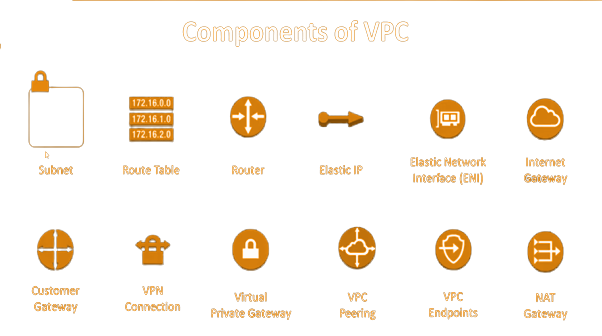 Components of VPC
172.16.0.0
172.16.1.0
172.16.2.0
Subnet
Route Table
Router
Elastic IP
Elastic Network
Interface (ENI)
Internet
Gateway
Customer
Gateway
VPN
Connection
Virtual
Private Gateway
VPC
Peering
VPC
Endpoints
NAT
Gateway